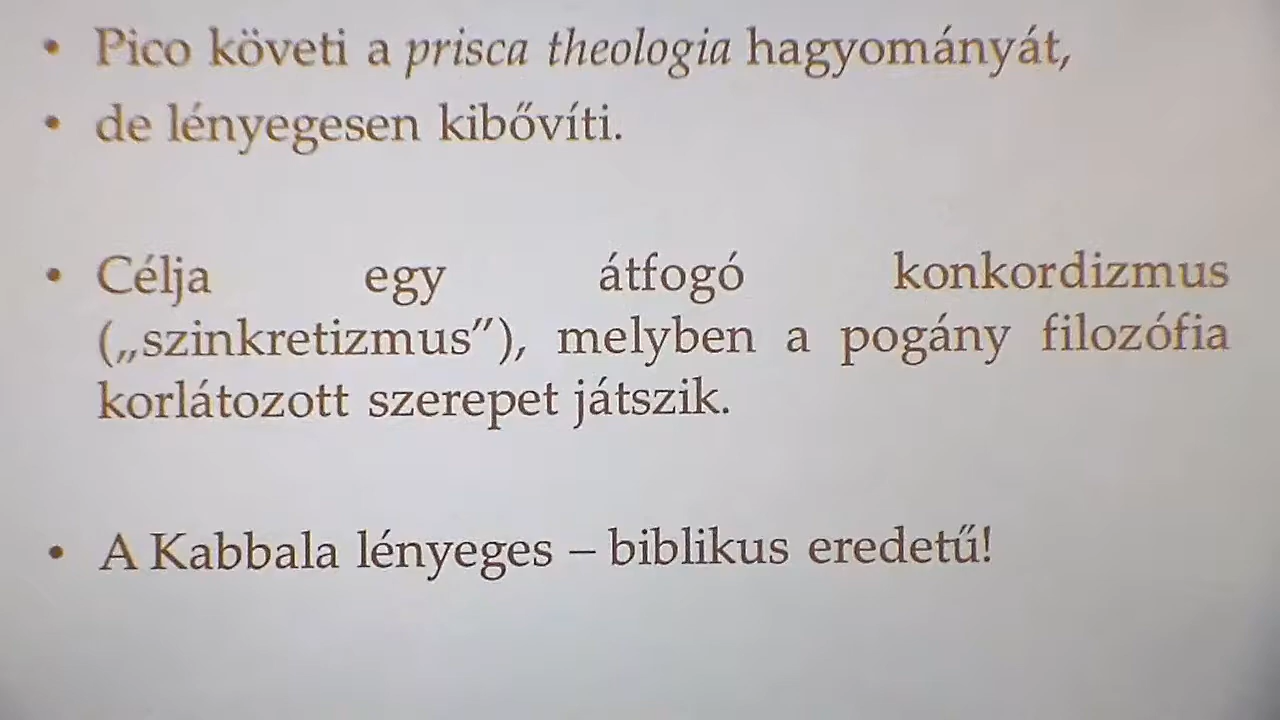 • Pico követi a prisca theologia hagyományát,
• de lényegesen kibővíti.
• Célja egy átfogó konkordizmus
(„szinkretizmus”), melyben a pogány filozófia
korlátozott szerepet játszik.
• A Kabbala lényeges – biblikus eredetű!